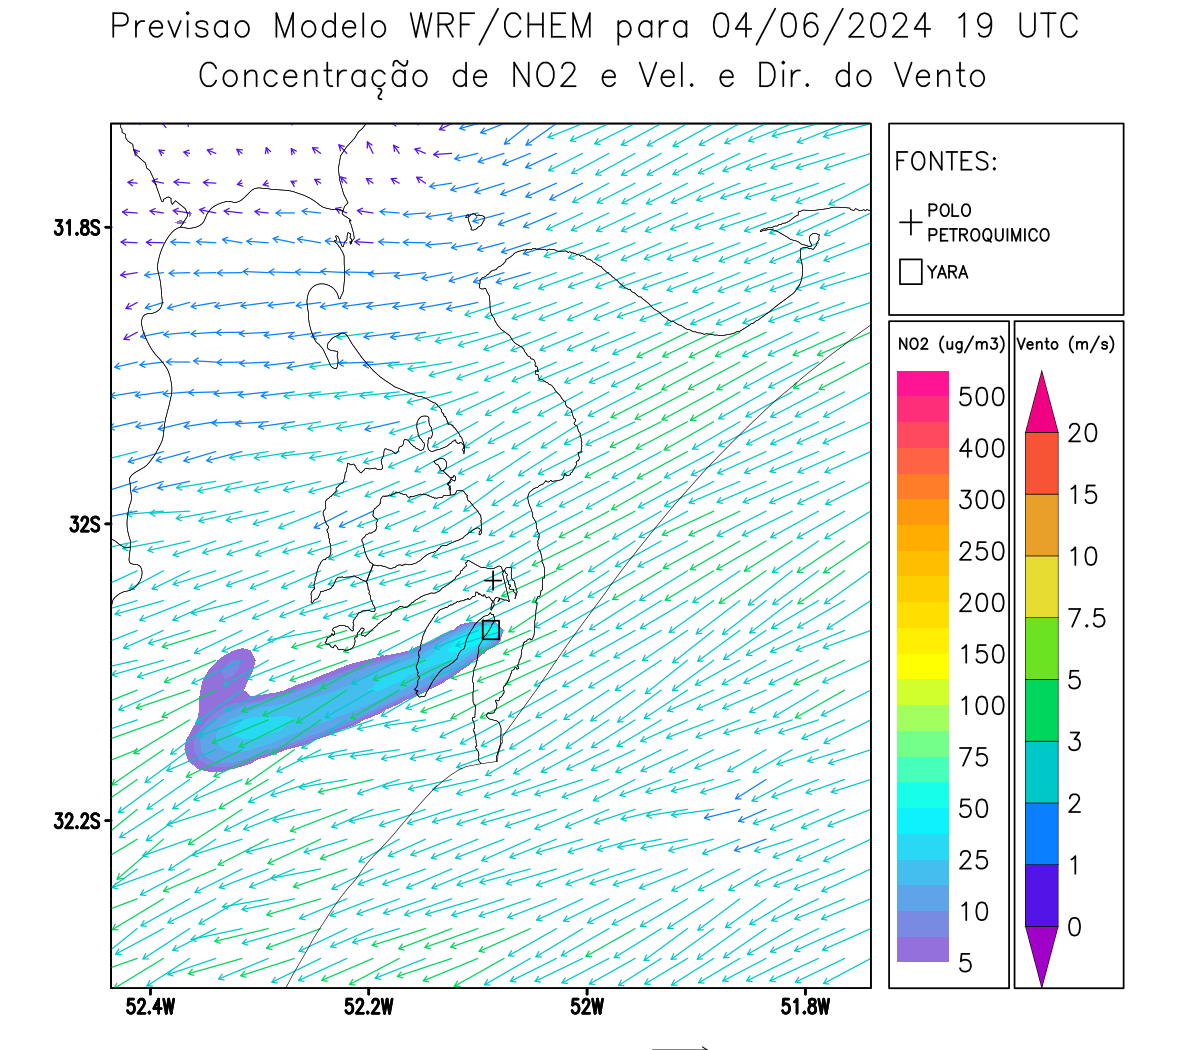 Previsao Modelo WRF/CHEM para 04/06/2024 19 UTC
Concentração de NO2 e Vel. e Dir. do Vento
FONTES:
POLO
PETROQUIMICO
YARA
NO2 (ug/m3)
500
400
300
250
200
150
100
75
50
25
10
5
Vento (m/s)
20
15
10
7.5
5
3
2
1
0
31.8S
32S
32.2S
52.4W
52.2W
52W
51.8W